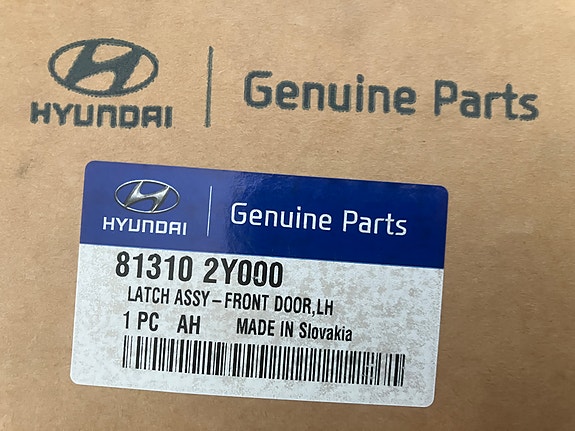 HYUNDAI | Genuine Parts
HYUNDAI | Genuine Parts
81310 2Y000
LATCH ASSY-FRONT DOOR,LH
1 PC AH MADE IN Slovakia